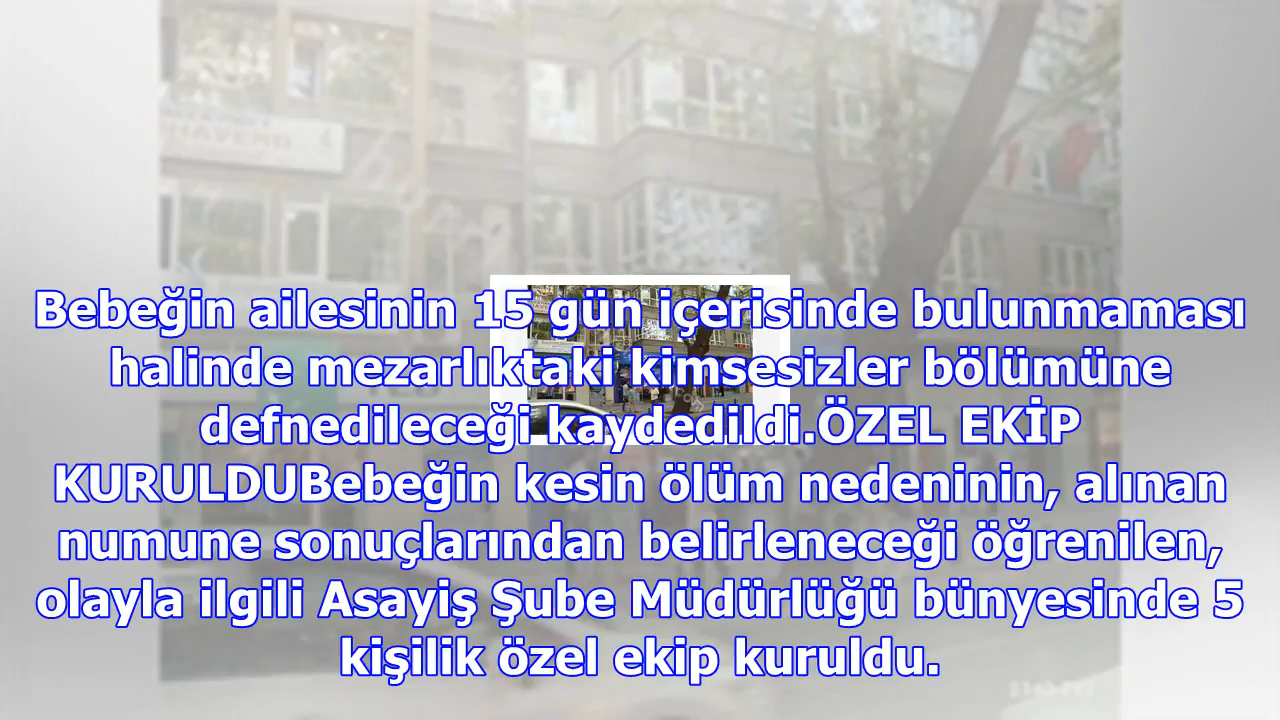 Bebeğin ailesinin 15 gün içerisinde bulunmaması
halinde mezarlıktaki kimsesizler bölümüne
defnedileceği kaydedildi.ÖZEL EKİP
KURULDUBebeğin kesin ölüm nedeninin, alınan
numune sonuçlarından belirleneceği öğrenilen,
olayla ilgili Asayiş Şube Müdürlüğü bünyesinde 5
kişilik özel ekip kuruldu.